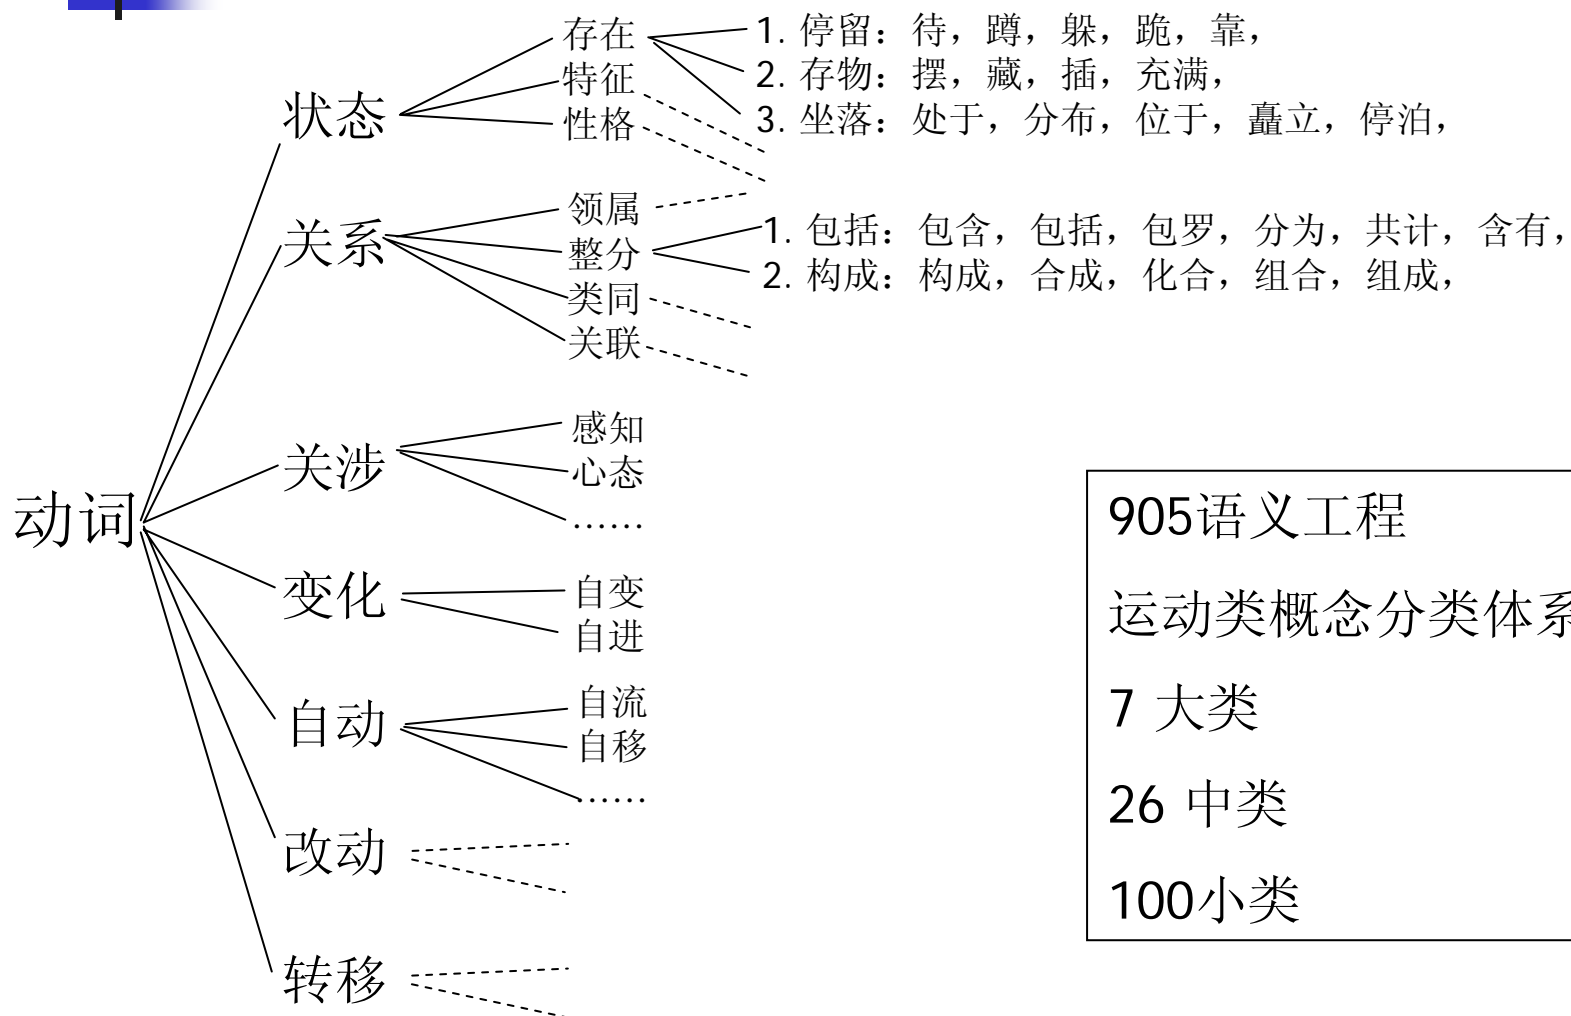 动词
状态
存在
1. 停留：待，蹲，躲，跪，靠，
2. 存物：摆，藏，插，充满，
3. 坐落：处于，分布，位于，矗立，停泊，
特征
性格
关系
领属
整分
1. 包括：包含，包括，包罗，分为，共计，含有，
2. 构成：构成，合成，化合，组合，组成，
类同
关联
关涉
感知
心态
……
变化
自变
自进
自动
自流
自移
……
改动
转移
905语义工程
运动类概念分类体系
7 大类
26 中类
100小类